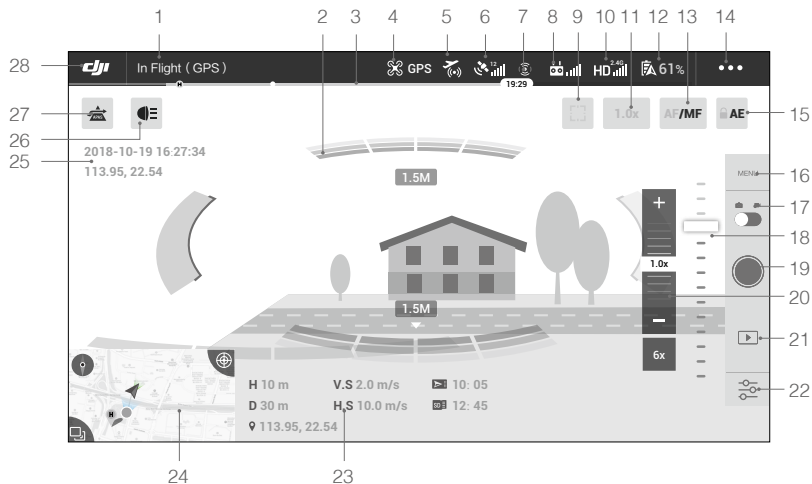 1 2 3 4 5 6 7 8 9 10 11 12 13 14
28 dji In Flight ( GPS ) GPS 12 HD 2.4G 61%
H 19:29
27 APAS 1.0x AF/MF AE 15
26
2018-10-19 16:27:34
25 113.95, 22.54
1.5M
MENU 16
17
+ 18
1.0x 19
20
1.5M
–
21
6x
22
H 10 m V.S 2.0 m/s 10: 05
D 30 m H.S 10.0 m/s SD 12: 45
H
113.95, 22.54
24 23